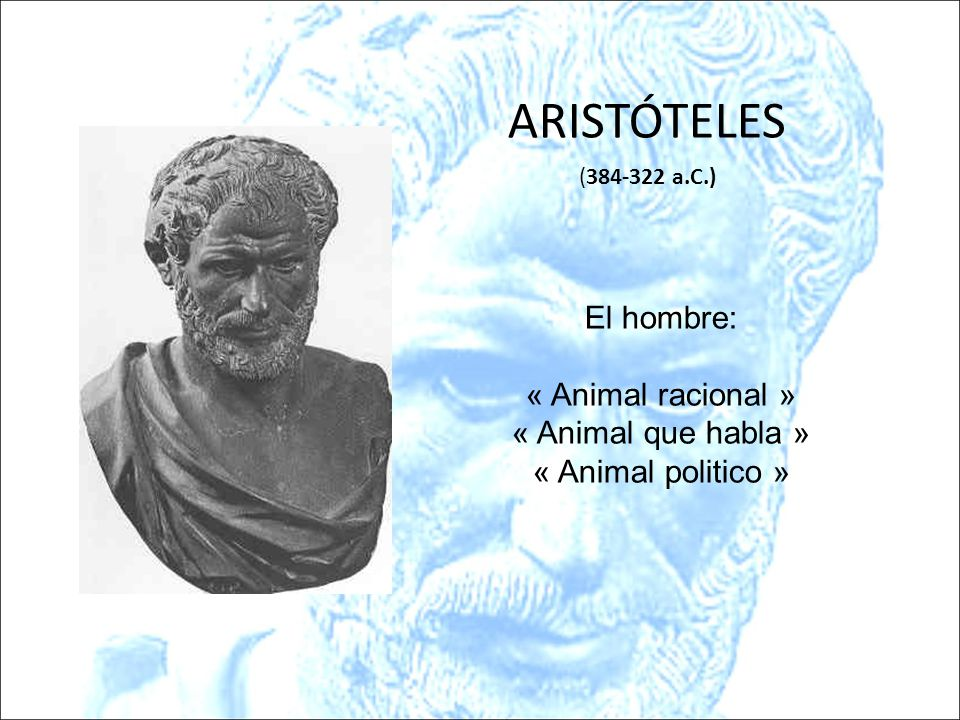 ARISTÓTELES
(384-322 a.C.)
El hombre:
« Animal racional »
« Animal que habla »
« Animal politico »